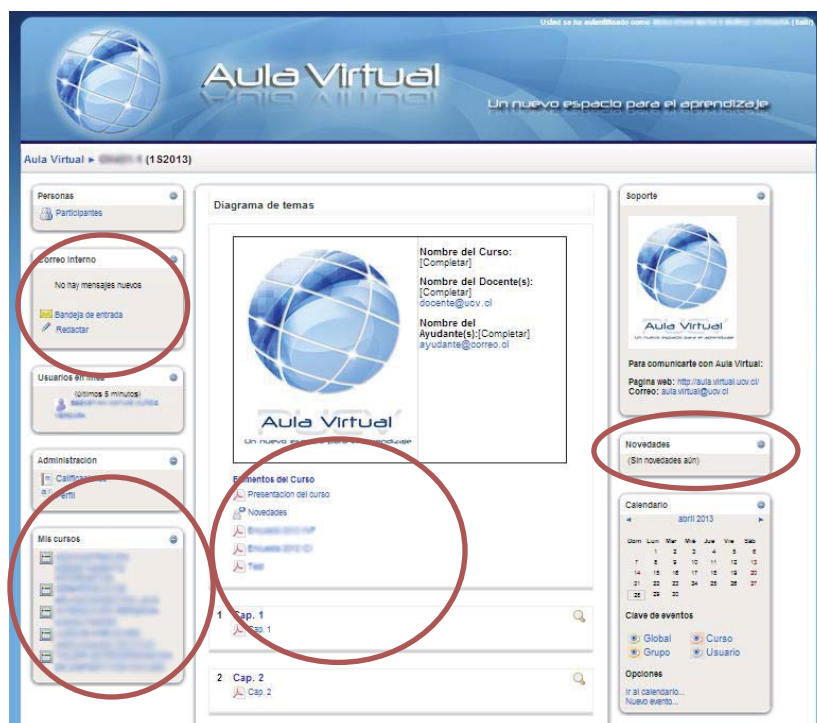 Usted se ha autentificado como (Salir)
Aula Virtual
Un nuevo espacio para el aprendizaje
Aula Virtual ► (1S2013)
Personas
Participantes
Correo Interno
No hay mensajes nuevos
Bandeja de entrada
Redactar
Usuarios en línea
(últimos 5 minutos)
Administración
Calificaciones
Perfil
Mis cursos
Diagrama de temas
Aula Virtual
Un nuevo espacio para el aprendizaje
Nombre del Curso:
[Completar]
Nombre del Docente(s):
[Completar]
docente@ucv.cl
Nombre del
Ayudante(s):[Completar]
ayudante@correo.cl
Elementos del Curso
Presentacion del curso
Novedades
Encuesta 2012
Encuesta 2012
Test
1 Cap. 1
Cap. 1
2 Cap. 2
Cap. 2
Soporte
Aula Virtual
Un nuevo espacio para el aprendizaje
Para comunicarte con Aula Virtual:
Pagina web: http://aula.virtual.ucv.cl/
Correo: aula.virtual@ucv.cl
Novedades
(Sin novedades aún)
Calendario
◄ abril 2013 ►
Dom Lun Mar Mié Jue Vie Sáb
1 2 3 4 5 6
7 8 9 10 11 12 13
14 15 16 17 18 19 20
21 22 23 24 25 26 27
28 29 30
Clave de eventos
Global Curso
Grupo Usuario
Opciones
Ir al calendario...
Nuevo evento...